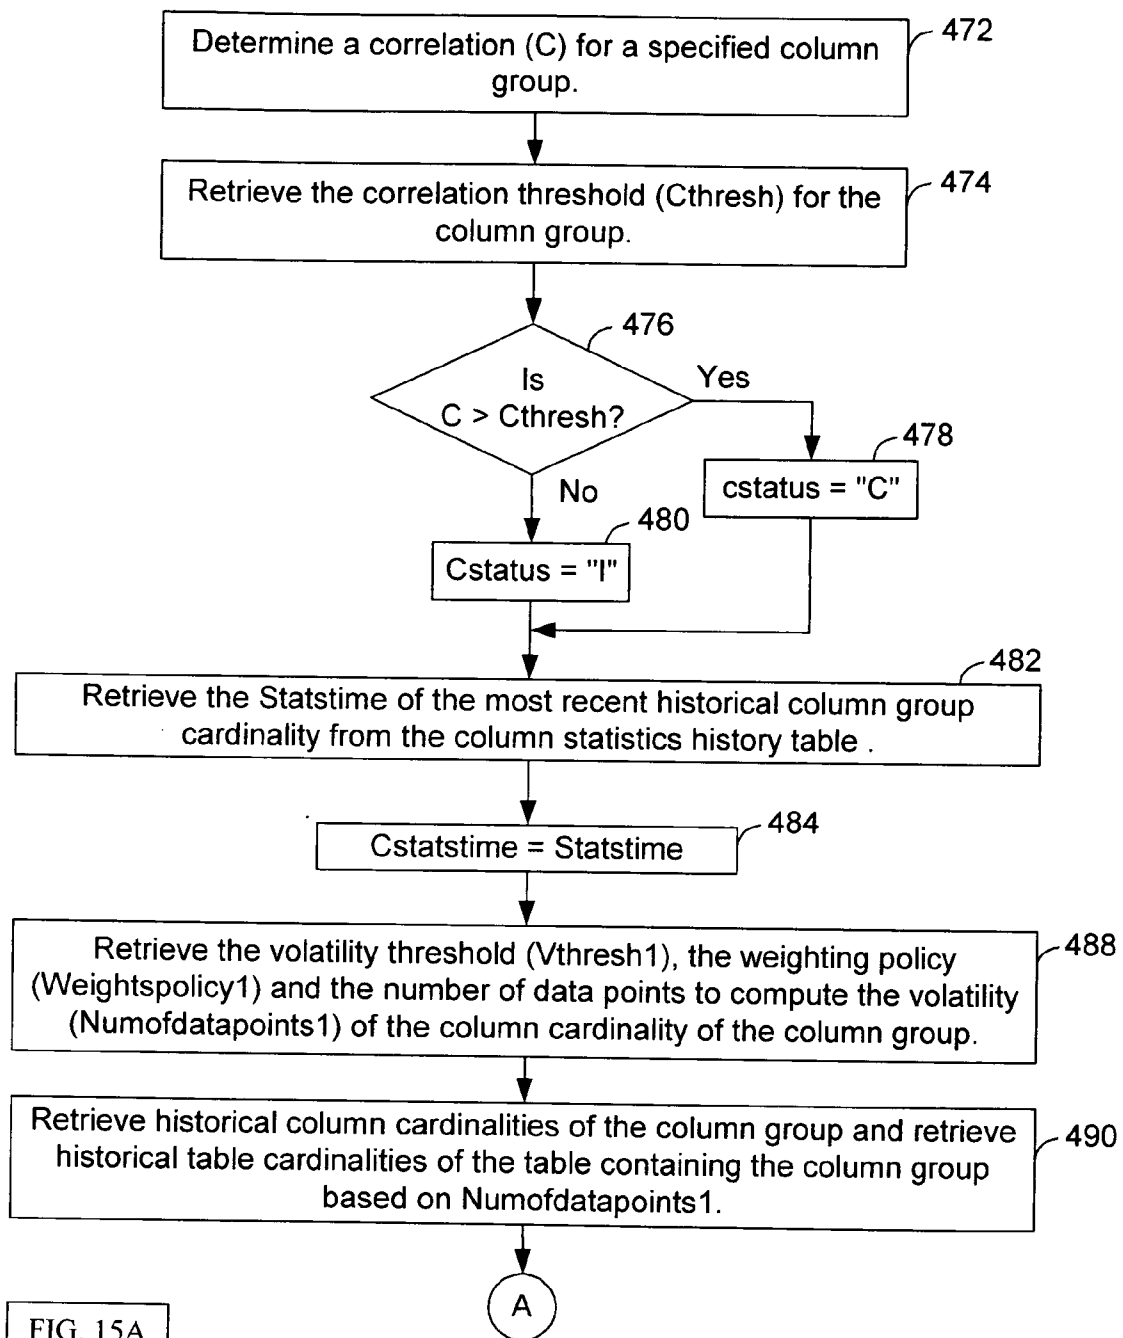 Determine a correlation (C) for a specified column
group.
472
Retrieve the correlation threshold (Cthresh) for the
column group.
474
476
Is
C > Cthresh?
Yes
478
cstatus = "C"
No
480
Cstatus = "I"
482
Retrieve the Statstime of the most recent historical column group
cardinality from the column statistics history table .
484
Cstatstime = Statstime
Retrieve the volatility threshold (Vthresh1), the weighting policy
(Weightspolicy1) and the number of data points to compute the volatility
(Numofdatapoints1) of the column cardinality of the column group.
488
Retrieve historical column cardinalities of the column group and retrieve
historical table cardinalities of the table containing the column group
based on Numofdatapoints1.
490
A
FIG. 15A